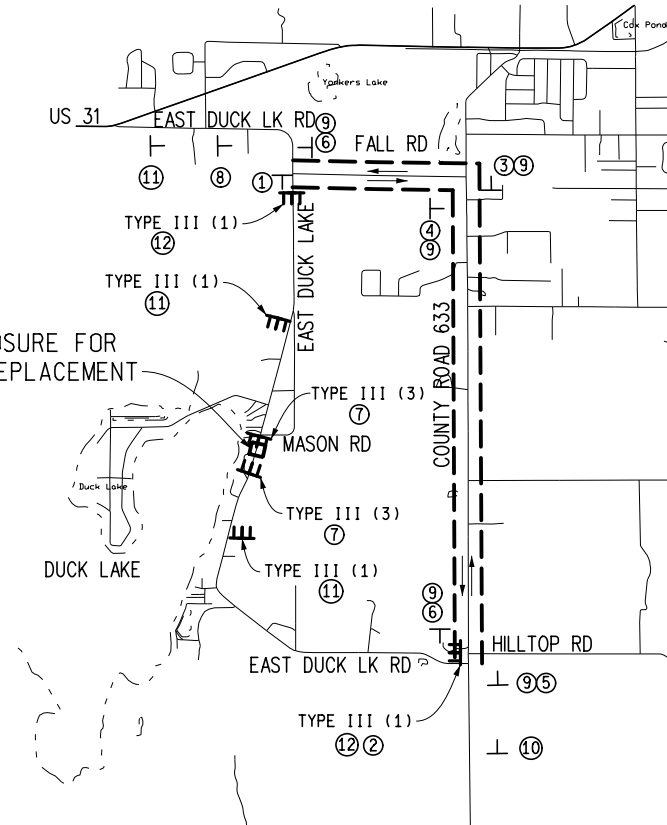 Cox Pond
Yonkers Lake
US 31
EAST DUCK LK RD
9
6
FALL RD
11
8
1
3 9
TYPE III (1)
12
4
9
EAST DUCK LAKE
TYPE III (1)
11
COUNTY ROAD 633
OSURE FOR
EPLACEMENT
TYPE III (3)
7
MASON RD
Duck Lake
TYPE III (3)
7
DUCK LAKE
TYPE III (1)
11
9
6
HILLTOP RD
EAST DUCK LK RD
9 5
TYPE III (1)
12 2
10